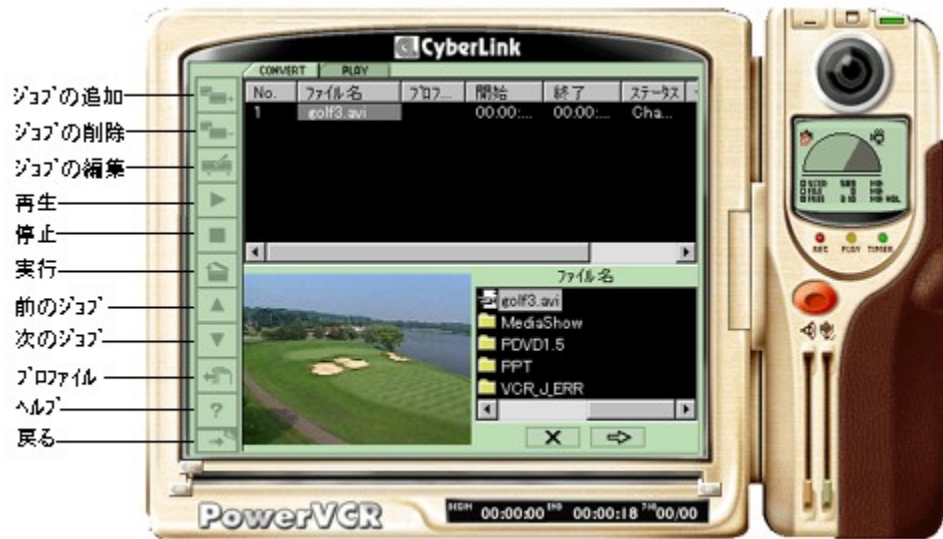 CyberLink
CONVERT PLAY
No. ファイル名 プロフ... 開始 終了 ステータス
1 golf3.avi 00:00:... 00:00:... Cha...
ジョブの追加
ジョブの削除
ジョブの編集
再生
停止
実行
前のジョブ
次のジョブ
プロファイル
ヘルプ
?
戻る
ファイル名
golf3.avi
MediaShow
PDVD1.5
PPT
VCR_J_ERR
REC PLAY TIMER
PowerVCR
00:00:00 00:00:18 00/00